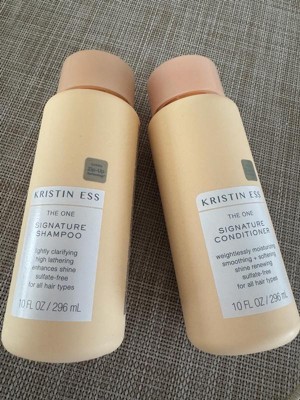 KRISTIN ESS
THE ONE
SIGNATURE
SHAMPOO
lightly clarifying
high lathering
enhances shine
sulfate-free
for all hair types
10 FL OZ / 296 mL
KRISTIN ESS
THE ONE
SIGNATURE
CONDITIONER
weightlessly moisturizing
smoothing + softening
shine renewing
sulfate-free
for all hair types
10 FL OZ / 296 mL